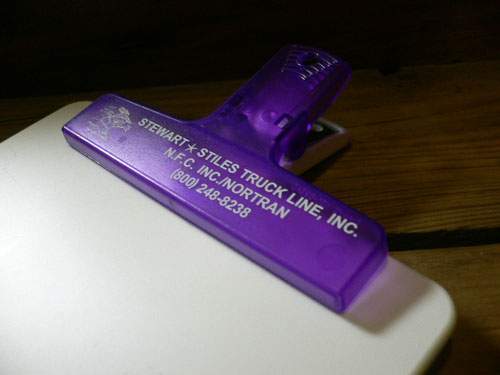 STEWART★STILES TRUCK LINE, INC.
N.F.C. INC./NORTRAN
(800) 248-8238